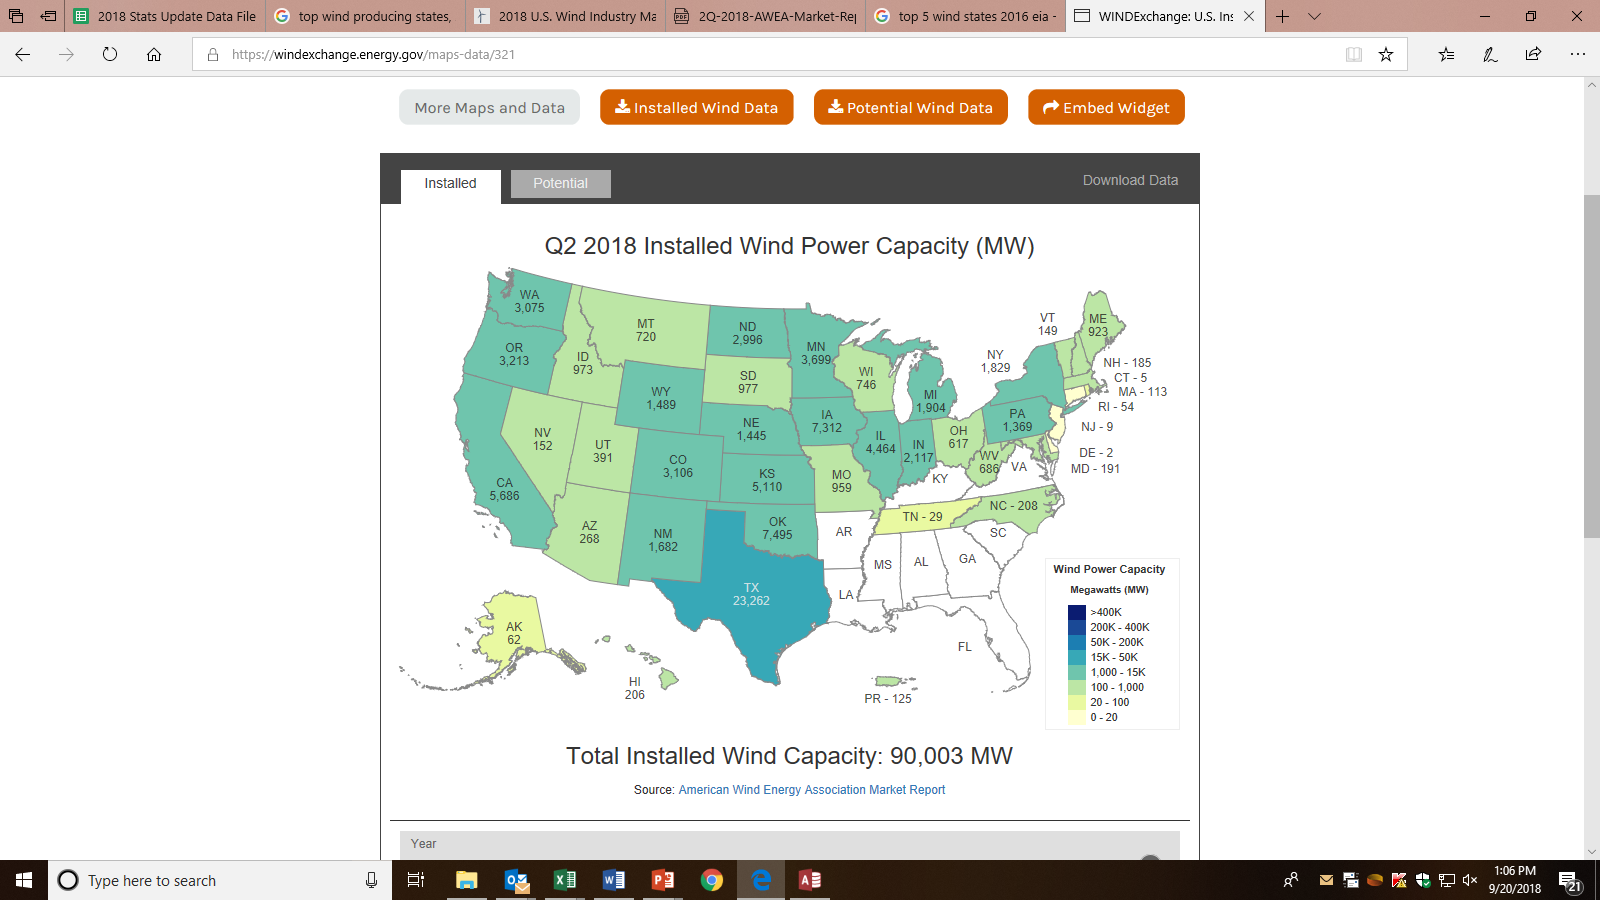 2018 Stats Update Data File
top wind producing states,
2018 U.S. Wind Industry Ma
2Q-2018-AWEA-Market-Rep
top 5 wind states 2016 eia -
WINDExchange: U.S. Ins
https://windexchange.energy.gov/maps-data/321
More Maps and Data
Installed Wind Data
Potential Wind Data
Embed Widget
Installed
Potential
Download Data
Q2 2018 Installed Wind Power Capacity (MW)
WA
3,075
OR
3,213
ID
973
MT
720
ND
2,996
MN
3,699
SD
977
WI
746
WY
1,489
NE
1,445
IA
7,312
MI
1,904
NV
152
UT
391
CO
3,106
KS
5,110
MO
959
IL
4,464
IN
2,117
OH
617
WV
686
VA
KY
PA
1,369
NY
1,829
VT
149
ME
923
NH - 185
CT - 5
MA - 113
RI - 54
NJ - 9
DE - 2
MD - 191
CA
5,686
AZ
268
NM
1,682
OK
7,495
TX
23,262
AR
LA
MS
AL
GA
FL
SC
NC - 208
TN - 29
AK
62
HI
206
PR - 125
Wind Power Capacity
Megawatts (MW)
>400K
200K - 400K
50K - 200K
15K - 50K
1,000 - 15K
100 - 1,000
20 - 100
0 - 20
Total Installed Wind Capacity: 90,003 MW
Source: American Wind Energy Association Market Report
Year
Type here to search
1:06 PM
9/20/2018
21